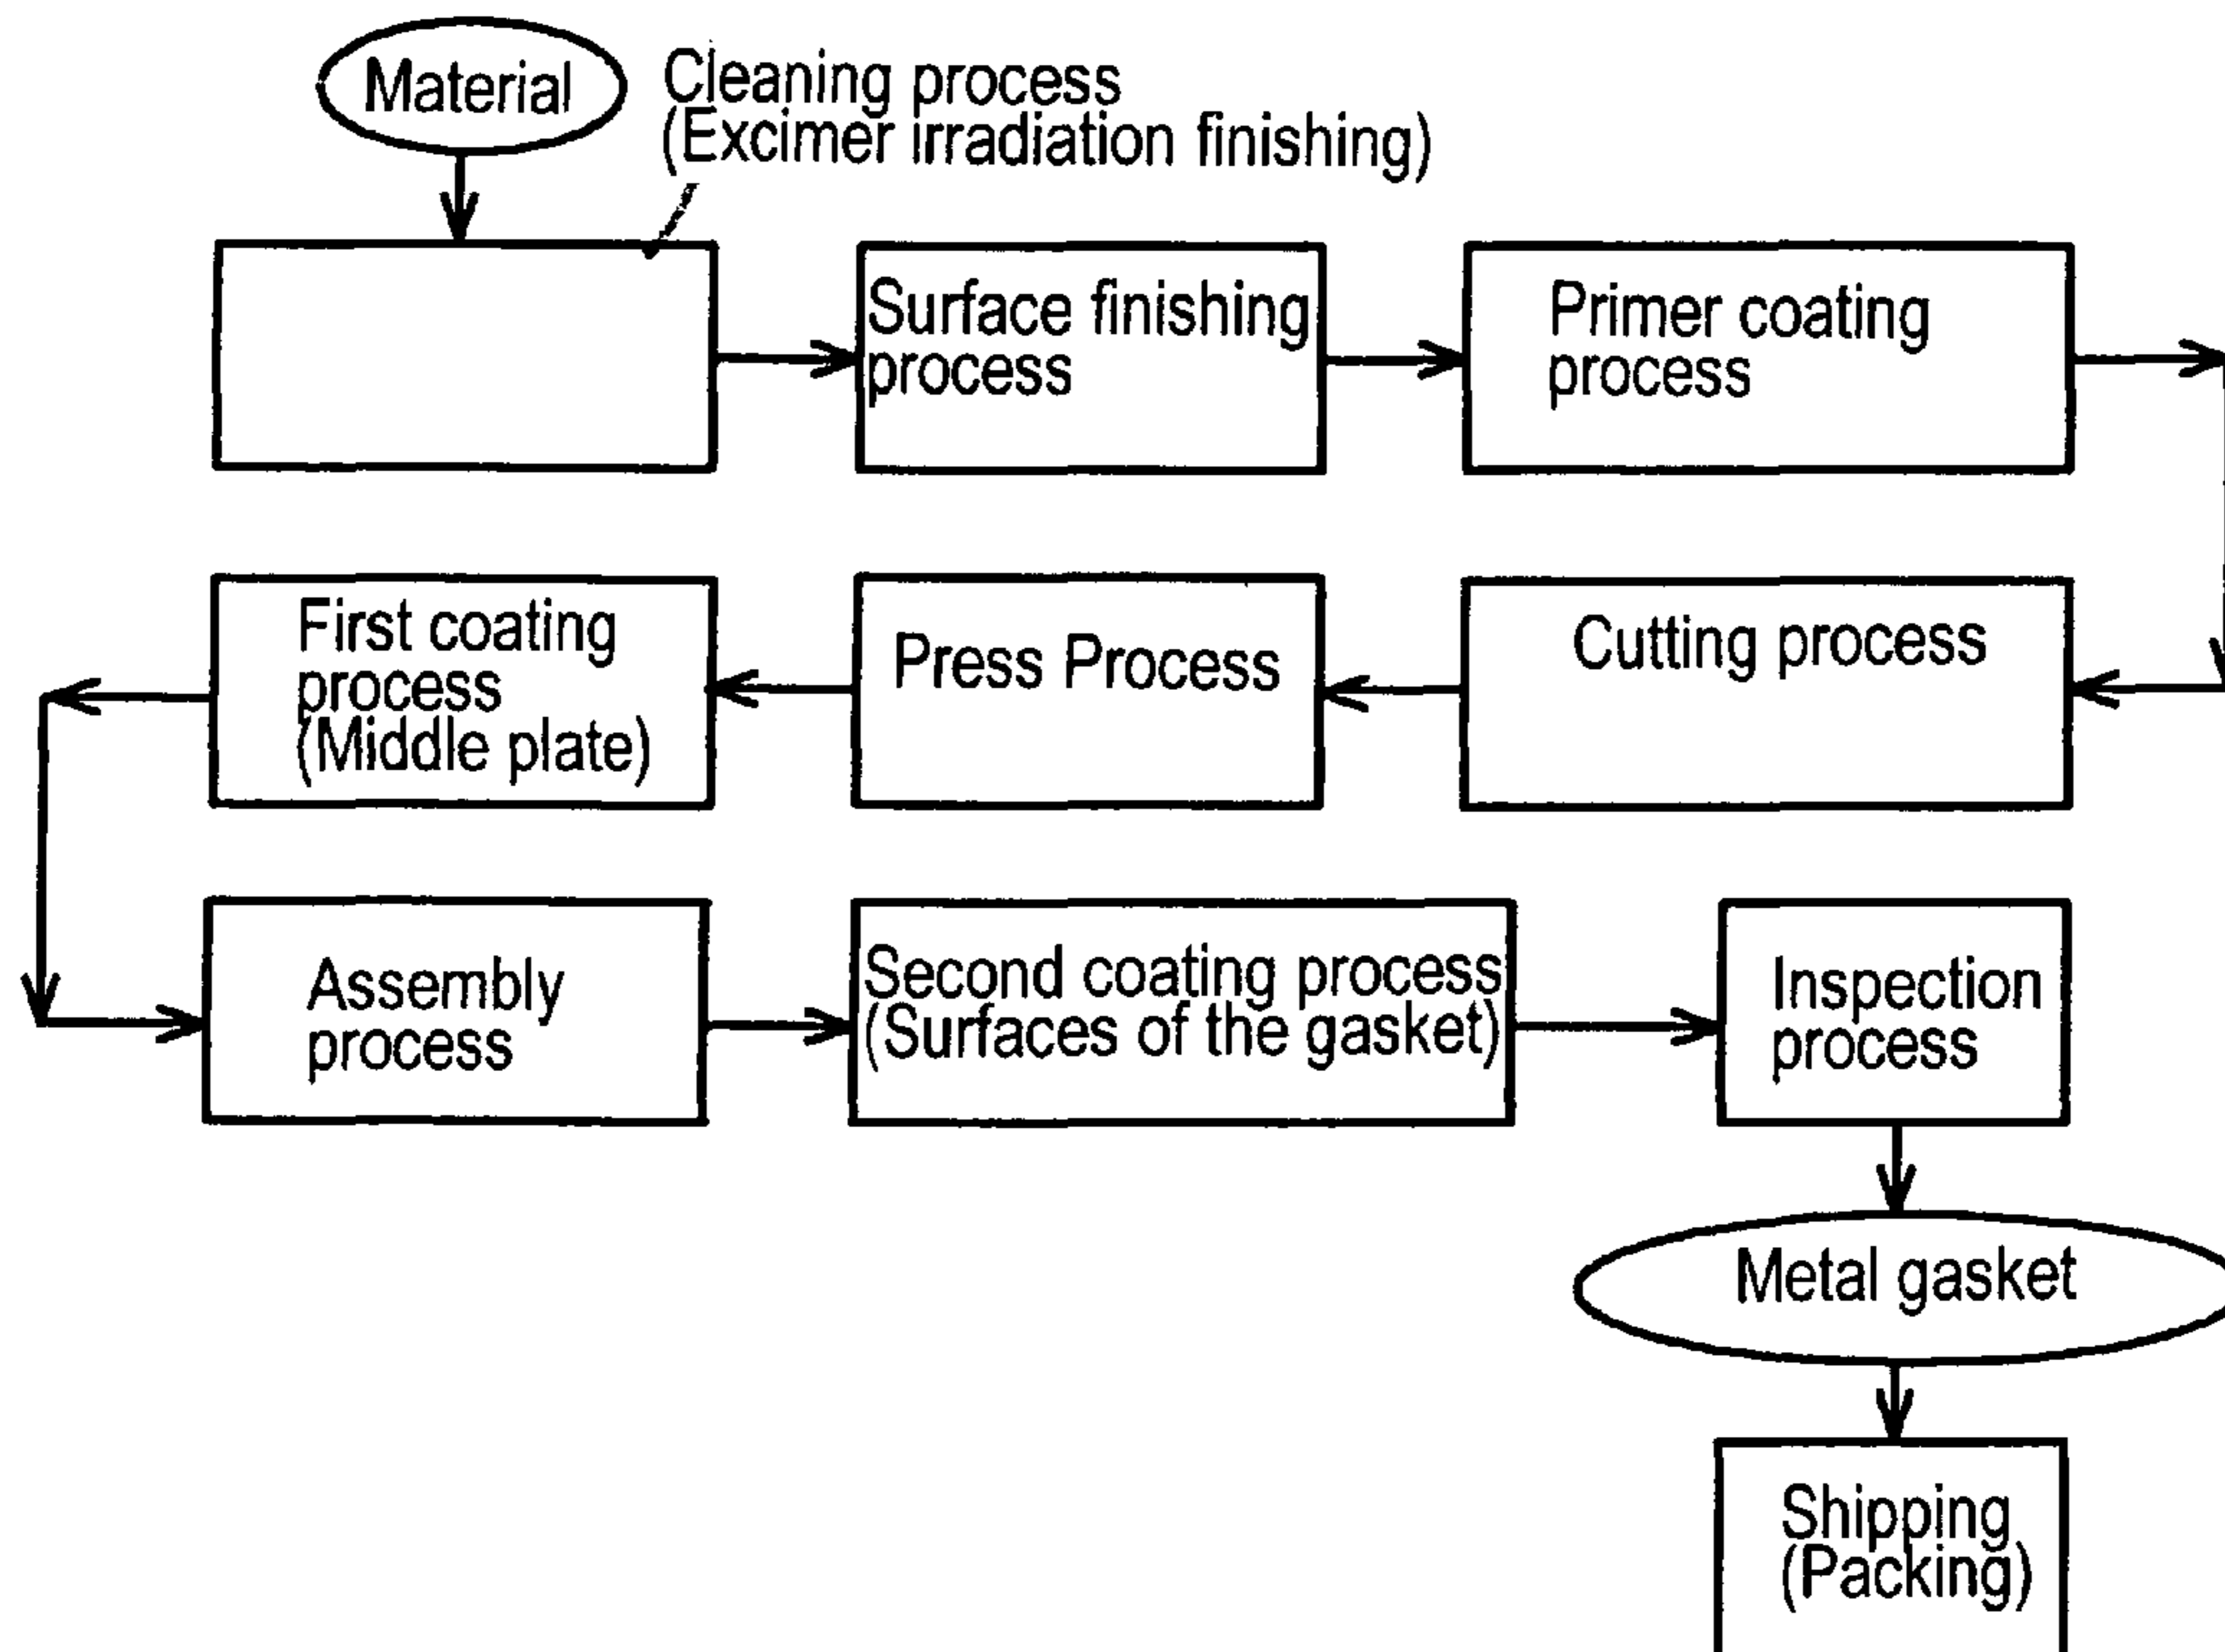 Material
Cleaning process
(Excimer irradiation finishing)
Surface finishing
process
Primer coating
process
Cutting process
Press Process
First coating
process
(Middle plate)
Assembly
process
Second coating process
(Surfaces of the gasket)
Inspection
process
Metal gasket
Shipping
(Packing)